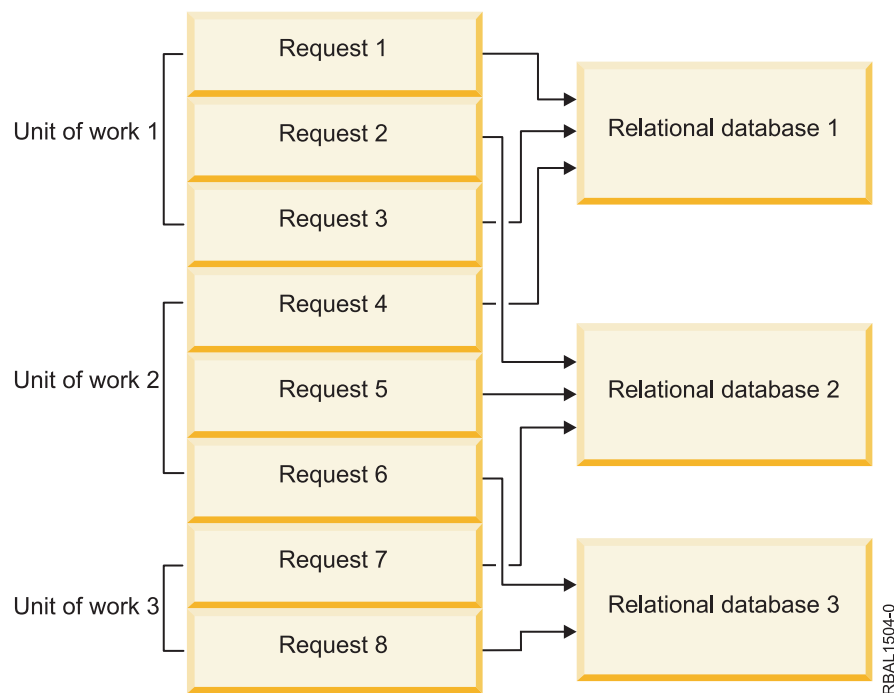 Request 1
Request 2
Request 3
Request 4
Request 5
Request 6
Request 7
Request 8
Unit of work 1
Unit of work 2
Unit of work 3
Relational database 1
Relational database 2
Relational database 3
RBAL1504-0